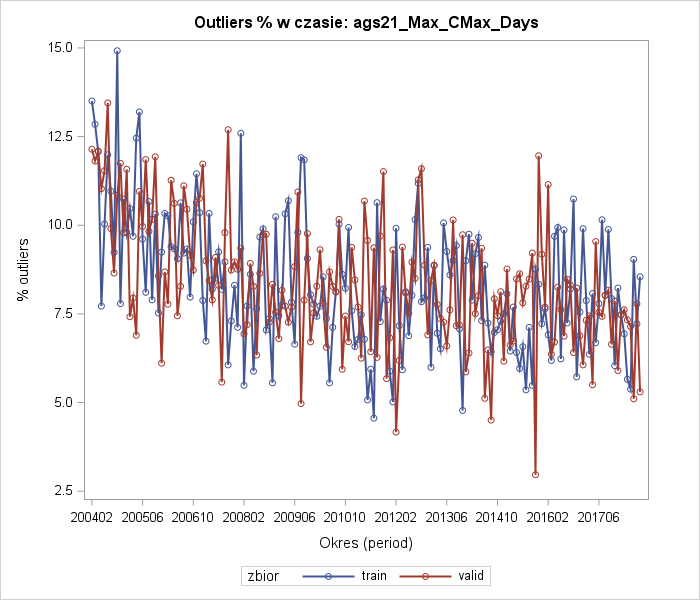 Outliers % w czasie: ags21_Max_CMax_Days
% outliers
15.0
12.5
10.0
7.5
5.0
2.5
200402 200506 200610 200802 200906 201010 201202 201306 201410 201602 201706
Okres (period)
zbior train valid